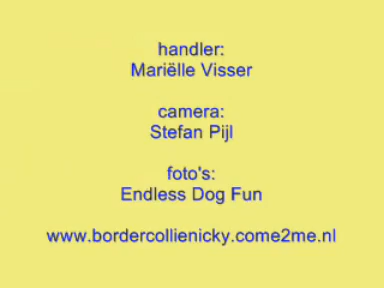 handler:
Mariëlle Visser
camera:
Stefan Pijl
foto's:
Endless Dog Fun
www.bordercollienicky.come2me.nl